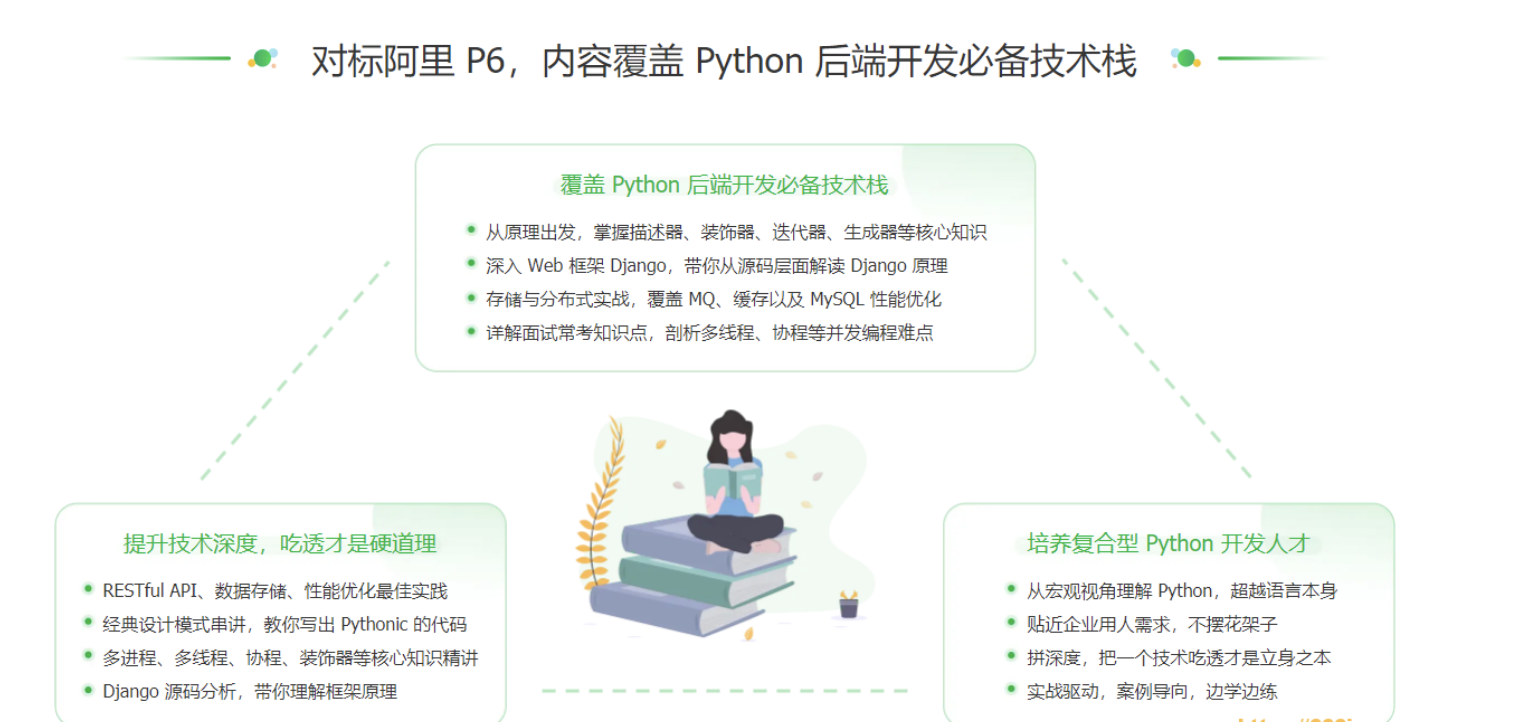 对标阿里 P6，内容覆盖 Python 后端开发必备技术栈
覆盖 Python 后端开发必备技术栈
从原理出发，掌握描述器、装饰器、迭代器、生成器等核心知识
深入 Web 框架 Django，带你从源码层面解读 Django 原理
存储与分布式实战，覆盖 MQ、缓存以及 MySQL 性能优化
详解面试常考知识点，剖析多线程、协程等并发编程难点
提升技术深度，吃透才是硬道理
RESTful API、数据存储、性能优化最佳实践
经典设计模式串讲，教你写出 Pythonic 的代码
多进程、多线程、协程、装饰器等核心知识精讲
Django 源码分析，带你理解框架原理
培养复合型 Python 开发人才
从宏观视角理解 Python，超越语言本身
贴近企业用人需求，不摆花架子
拼深度，把一个技术吃透才是立身之本
实战驱动，案例导向，边学边练